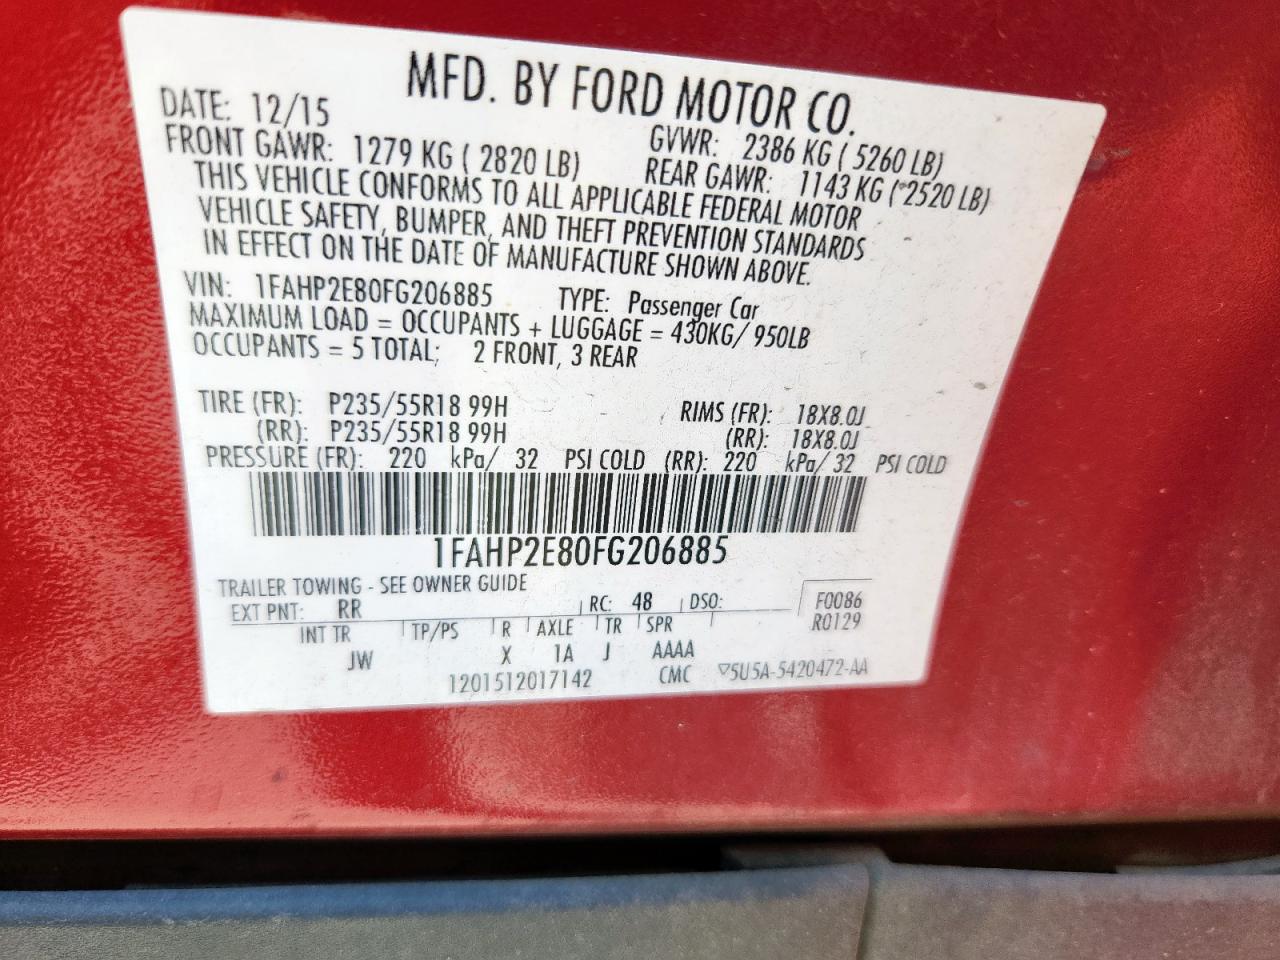 MFD. BY FORD MOTOR CO.
DATE: 12/15 GVWR: 2386 KG ( 5260 LB)
FRONT GAWR: 1279 KG ( 2820 LB) REAR GAWR: 1143 KG ( 2520 LB)
THIS VEHICLE CONFORMS TO ALL APPLICABLE FEDERAL MOTOR
VEHICLE SAFETY, BUMPER, AND THEFT PREVENTION STANDARDS
IN EFFECT ON THE DATE OF MANUFACTURE SHOWN ABOVE.
VIN: 1FAHP2E80FG206885 TYPE: Passenger Car
MAXIMUM LOAD = OCCUPANTS + LUGGAGE = 430KG/ 950LB
OCCUPANTS = 5 TOTAL; 2 FRONT, 3 REAR
TIRE (FR): P235/55R18 99H RIMS (FR): 18X8.0J
(RR): P235/55R18 99H (RR): 18X8.0J
PRESSURE (FR): 220 kPa/ 32 PSI COLD (RR): 220 kPa/ 32 PSI COLD
1FAHP2E80FG206885
TRAILER TOWING - SEE OWNER GUIDE
EXT PNT: RR RC: 48 DSO: F0086
INT TR TP/PS R AXLE TR SPR R0129
JW X 1A J AAAA
1201512017142 CMC ▽5U5A-5420472-AA